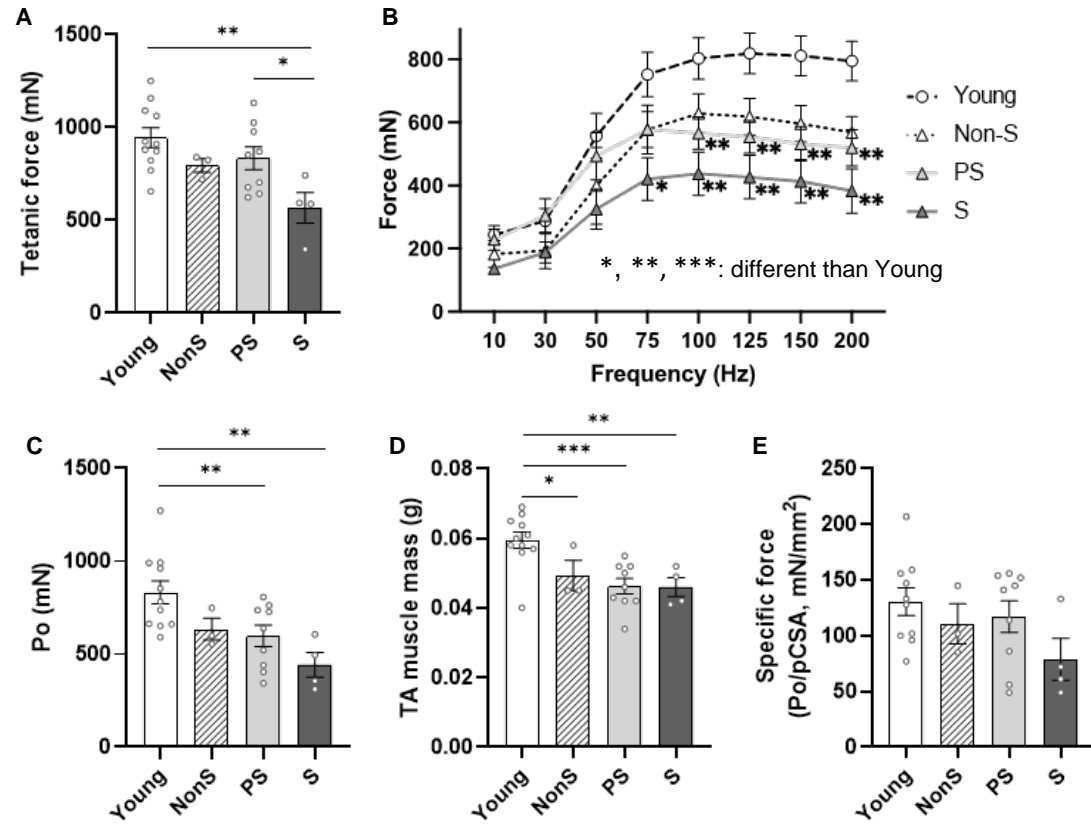 A
Tetanic force (mN)
1500
1000
500
0
**
*
Young
NonS
PS
S
B
Force (mN)
800
600
400
200
0
**
**
**
**
*
**
**
**
**
*, **, ***: different than Young
10
30
50
75
100
125
150
200
Frequency (Hz)
Young
Non-S
PS
S
C
Po (mN)
1500
1000
500
0
**
**
Young
NonS
PS
S
D
TA muscle mass (g)
0.08
0.06
0.04
0.02
0.00
**
***
*
Young
NonS
PS
S
E
Specific force
(Po/pCSA, mN/mm²)
250
200
150
100
50
0
Young
NonS
PS
S